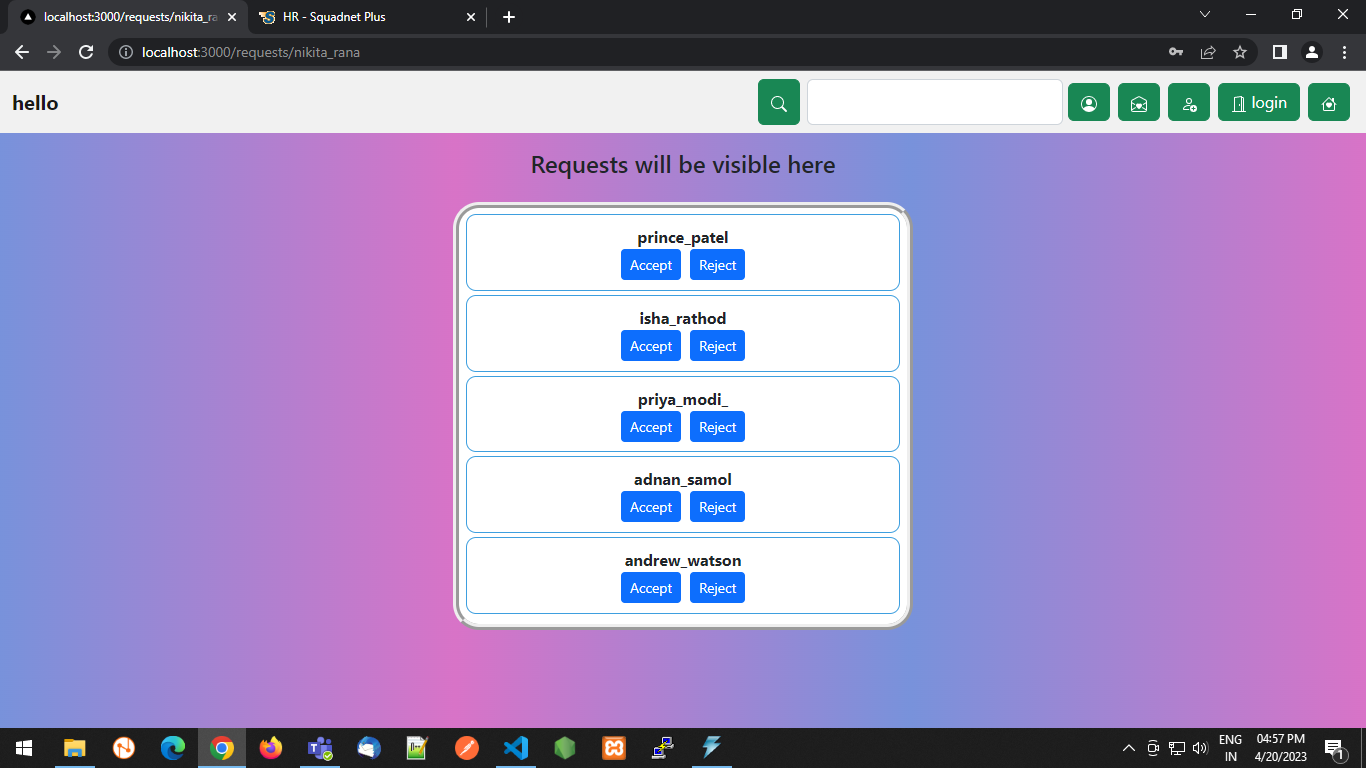 localhost:3000/requests/nikita_ra
HR - Squadnet Plus
localhost:3000/requests/nikita_rana
hello
login
Requests will be visible here
prince_patel
Accept Reject
isha_rathod
Accept Reject
priya_modi_
Accept Reject
adnan_samol
Accept Reject
andrew_watson
Accept Reject
ENG 04:57 PM
IN 4/20/2023 1